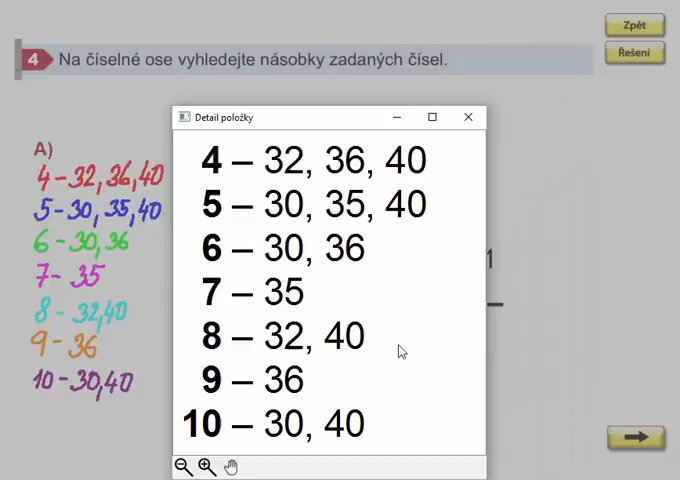 Zpět
4 Na číselné ose vyhledejte násobky zadaných čísel.
Řešení
Detail položky
A)
4 - 32, 36, 40
5 - 30, 35, 40
6 - 30, 36
7 - 35
8 - 32, 40
9 - 36
10 - 30, 40
4 – 32, 36, 40
5 – 30, 35, 40
6 – 30, 36
7 – 35
8 – 32, 40
9 – 36
10 – 30, 40